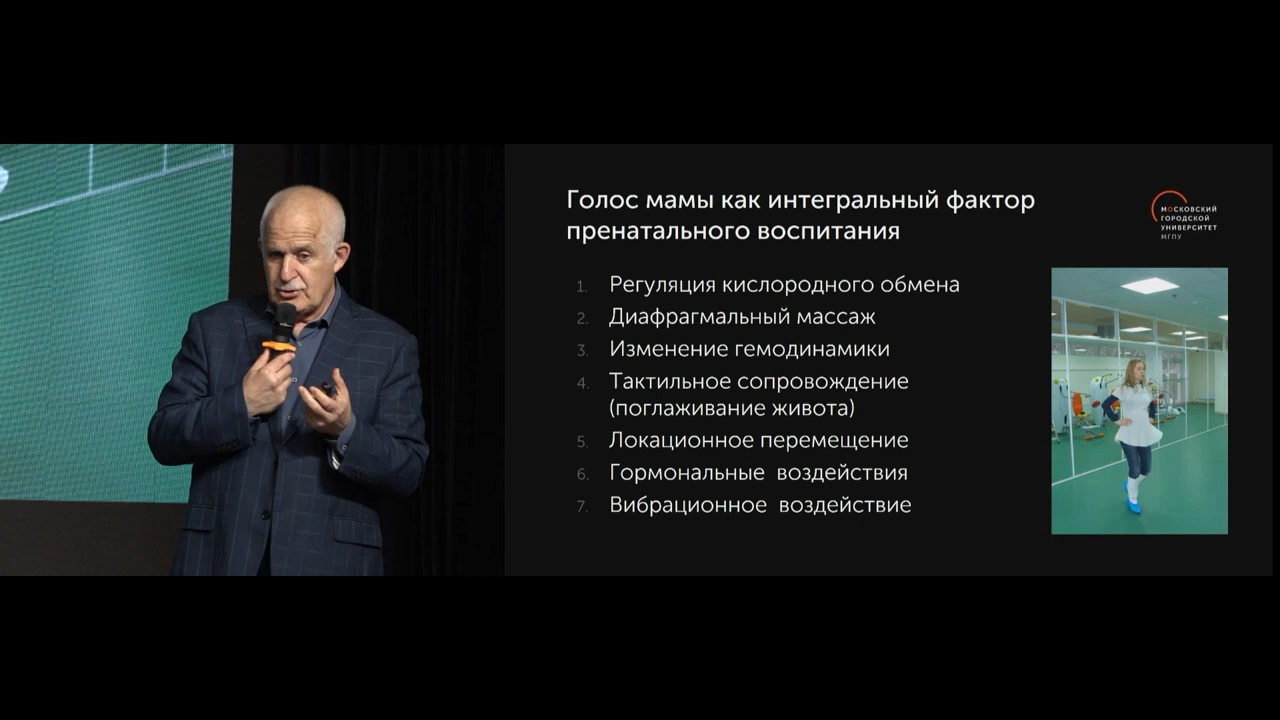 Голос мамы как интегральный фактор
пренатального воспитания
МОСКОВСКИЙ
ГОРОДСКОЙ
УНИВЕРСИТЕТ
МГПУ
1. Регуляция кислородного обмена
2. Диафрагмальный массаж
3. Изменение гемодинамики
4. Тактильное сопровождение
(поглаживание живота)
5. Локационное перемещение
6. Гормональные воздействия
7. Вибрационное воздействие